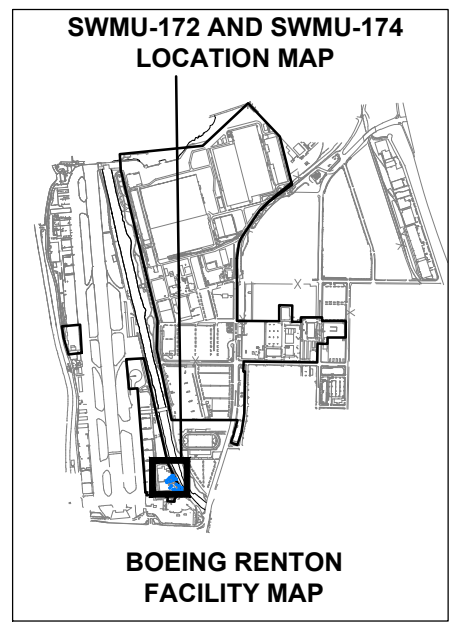 SWMU-172 AND SWMU-174
LOCATION MAP
BOEING RENTON
FACILITY MAP